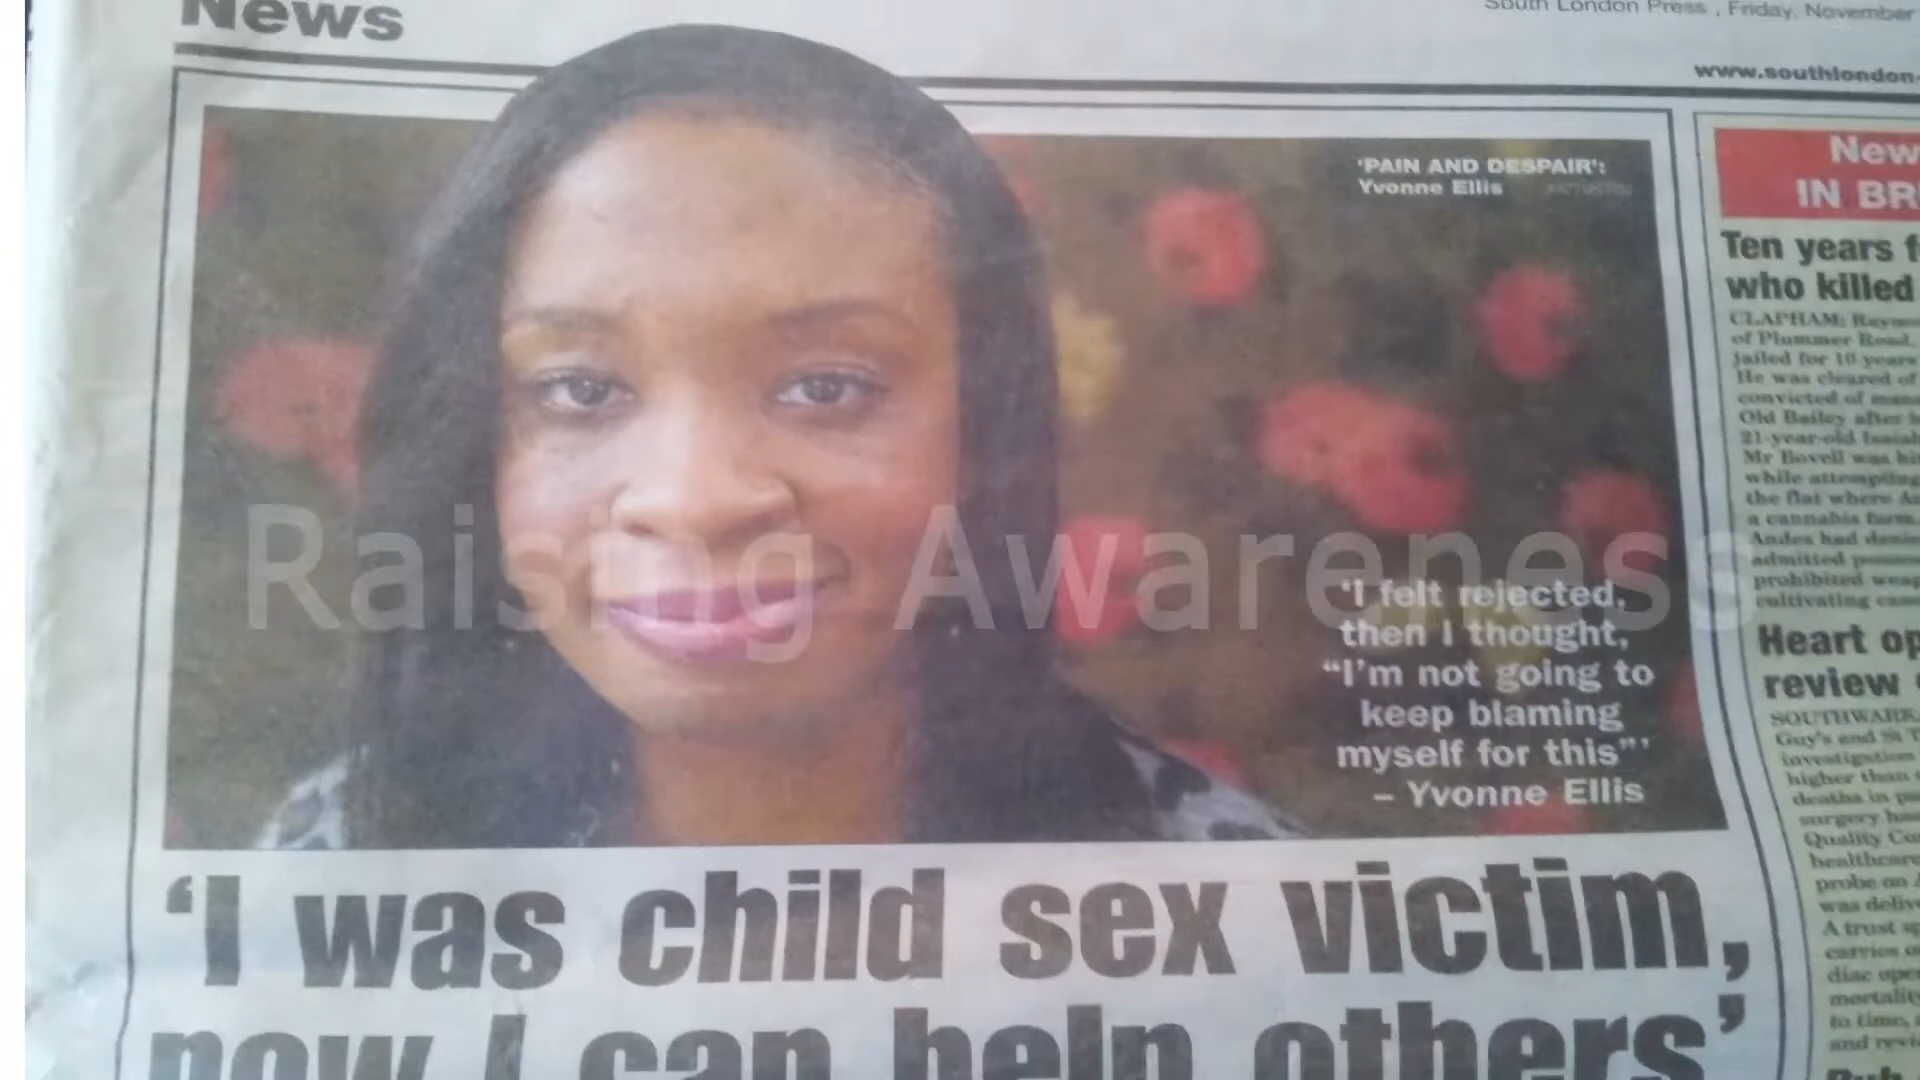 News
South London Press, Friday, November
www.southlondon-
'PAIN AND DESPAIR':
Yvonne Ellis
Raising Awareness
'I felt rejected,
then I thought,
"I'm not going to
keep blaming
myself for this"'
– Yvonne Ellis
'I was child sex victim,
now I can help others'
New
IN BR
Ten years f
who killed
CLAPHAM:
of Plummer Road,
jailed for 10 years
He was cleared of
convicted of
Old Bailey after
21-year-old Isaiah
Mr Bovell was
while attempting
the flat where
a cannabis farm.
Andes had
admitted
prohibited
cultivating
Heart op
review
SOUTHWARK:
Guy's and St T
investigation
higher than
deaths in
surgery
Quality
healthcare
probe on
was
A trust
carries
mortality
to time,
and